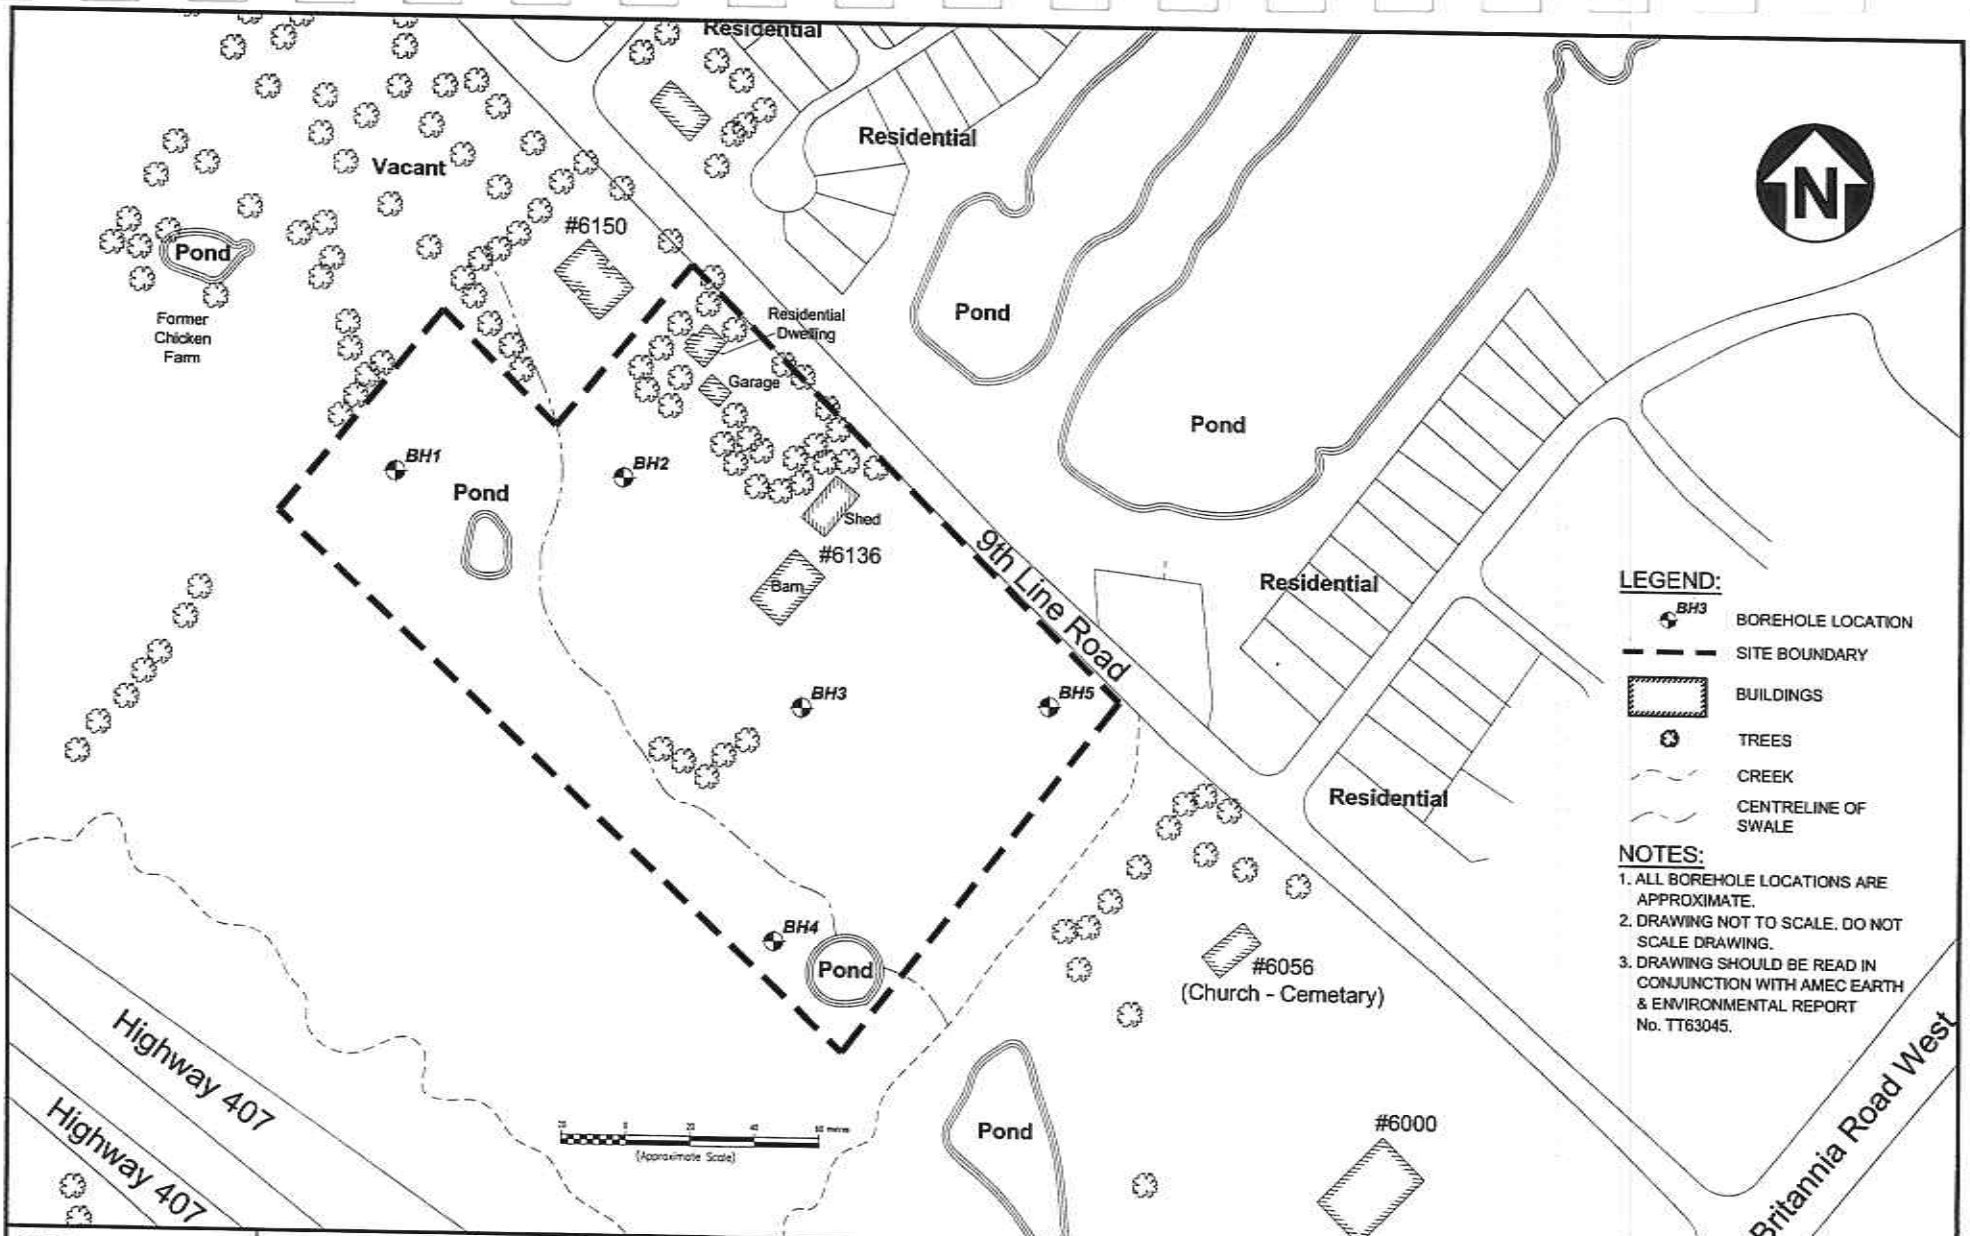 Residential
Residential
Vacant
N
#6150
Pond
Former
Chicken
Farm
Residential
Dwelling
Garage
Pond
Pond
BH1
BH2
Pond
Shed
#6136
Barn
9th Line Road
Residential
BH3
BH5
Residential
BH4
Pond
#6056
(Church - Cemetary)
Highway 407
Highway 407
(Approximate Scale)
Pond
#6000
Britannia Road West
LEGEND:
BH3
BOREHOLE LOCATION
SITE BOUNDARY
BUILDINGS
TREES
CREEK
CENTRELINE OF
SWALE
NOTES:
1. ALL BOREHOLE LOCATIONS ARE
APPROXIMATE.
2. DRAWING NOT TO SCALE. DO NOT
SCALE DRAWING.
3. DRAWING SHOULD BE READ IN
CONJUNCTION WITH AMEC EARTH
& ENVIRONMENTAL REPORT
No. TT63045.